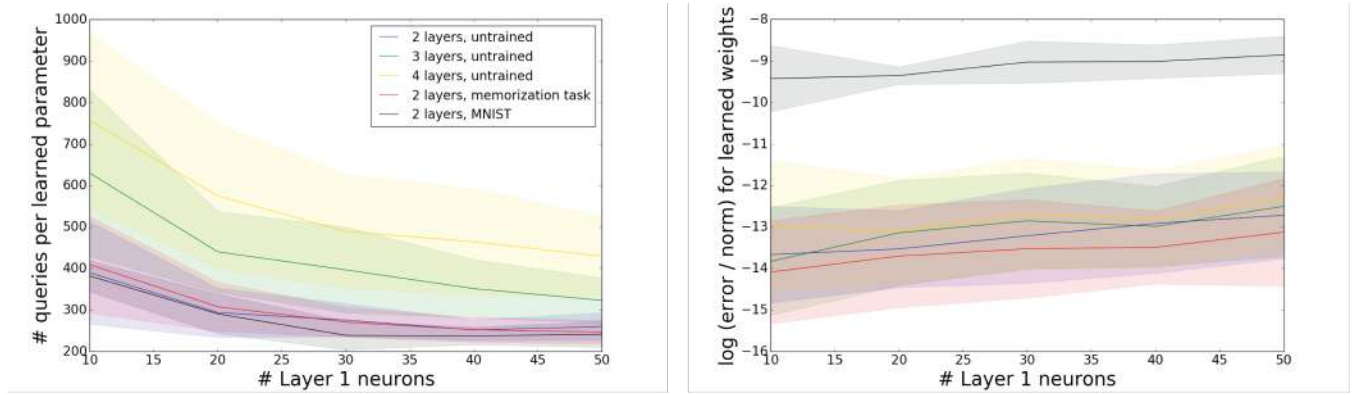 # queries per learned parameter
1000
900
800
700
600
500
400
300
200
10 15 20 25 30 35 40 45 50
# Layer 1 neurons
2 layers, untrained
3 layers, untrained
4 layers, untrained
2 layers, memorization task
2 layers, MNIST
log (error / norm) for learned weights
−8
−9
−10
−11
−12
−13
−14
−15
−16
10 15 20 25 30 35 40 45 50
# Layer 1 neurons